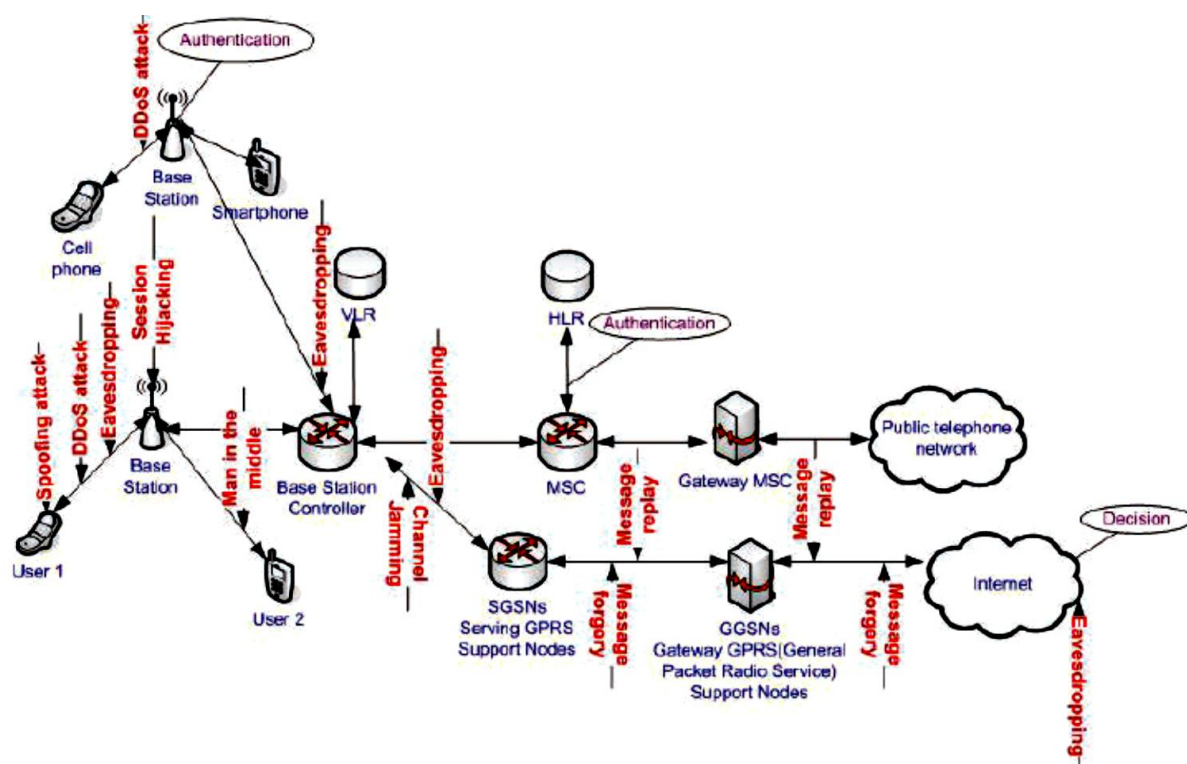 DDoS attack
Authentication
Base
Station
Smartphone
Cell
phone
Session
Hijacking
Eavesdropping
VLR
HLR
Authentication
Spoofing attack
DDoS attack
Eavesdropping
Man in the
middle
Eavesdropping
Base
Station
Base Station
Controller
MSC
Gateway MSC
Public telephone
network
User 1
User 2
Channel
Jamming
Message
replay
Message
replay
Decision
SGSNs
Serving GPRS
Support Nodes
Message
forgory
GGSNs
Gateway GPRS(General
Packet Radio Service)
Support Nodes
Message
forgory
Internet
Eavesdropping